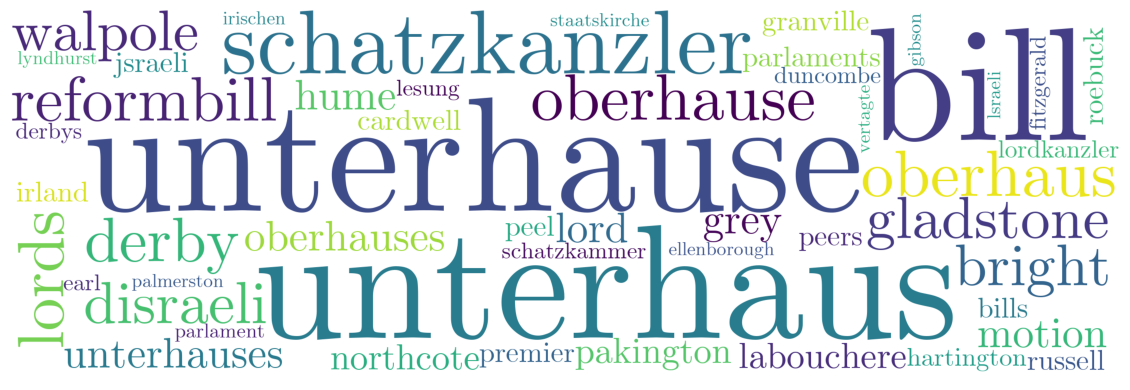 irischen
staatskirche
granville
gibson
walpole
schatzkanzler
bill
lyndhurst
jsraeli
parlaments
duncombe
roebuck
fitzgerald
lsraeli
reformbill
hume
lesung
oberhause
vertagte
derbys
cardwell
unterhause
lordkanzler
irland
oberhaus
lords
derby
oberhauses
peel
lord
grey
peers
gladstone
schatzkammer
ellenborough
earl
palmerston
disraeli
unterhaus
bright
parlament
bills
motion
unterhauses
northcote
premier
pakington
labouchere
hartington
russell